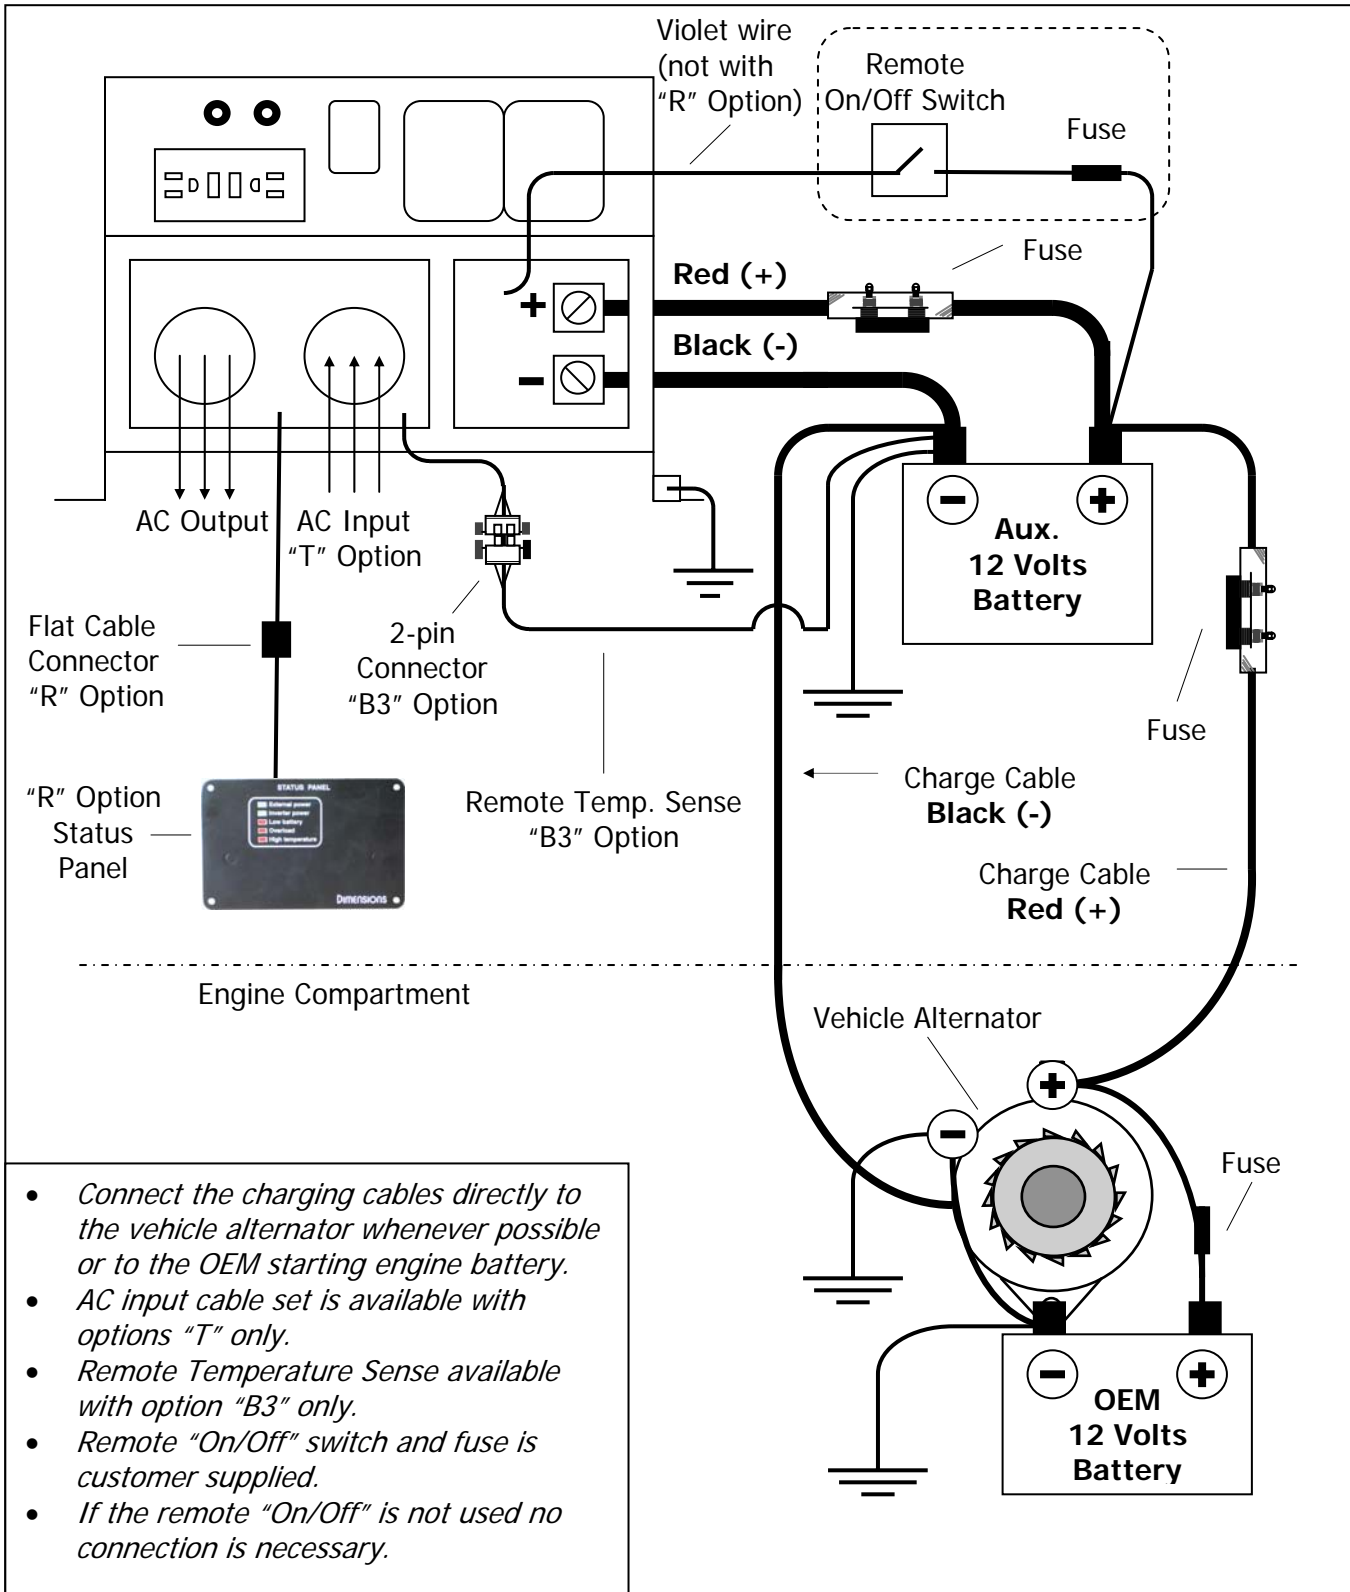 Violet wire
(not with
“R” Option)
Remote
On/Off Switch
Fuse
Fuse
Red (+)
Black (-)
+
-
AC Output
AC Input
“T” Option
- +
Aux.
12 Volts
Battery
Flat Cable
Connector
“R” Option
2-pin
Connector
“B3” Option
Fuse
“R” Option
Status
Panel
STATUS PANEL
External power
Inverter power
Low battery
Overload
High temperature
DIMENSIONS
Remote Temp. Sense
“B3” Option
Charge Cable
Black (-)
Charge Cable
Red (+)
Engine Compartment
Vehicle Alternator
+
-
Fuse
• Connect the charging cables directly to
the vehicle alternator whenever possible
or to the OEM starting engine battery.
• AC input cable set is available with
options “T” only.
• Remote Temperature Sense available
with option “B3” only.
• Remote “On/Off” switch and fuse is
customer supplied.
• If the remote “On/Off” is not used no
connection is necessary.
- +
OEM
12 Volts
Battery